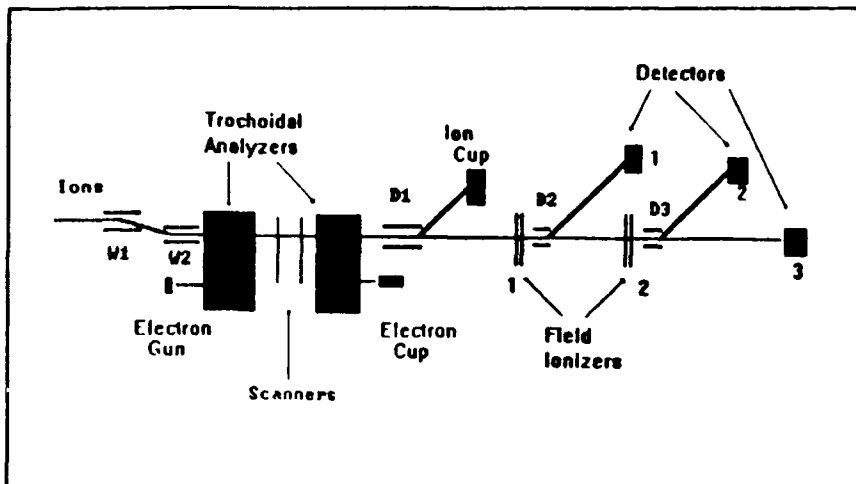 Detectors
Trochoidal
Analyzers
Ion
Cup
1
2
Ions
D1
D2
D3
W1
W2
3
1
2
Electron
Gun
Electron
Cup
Field
Ionizers
Scanners